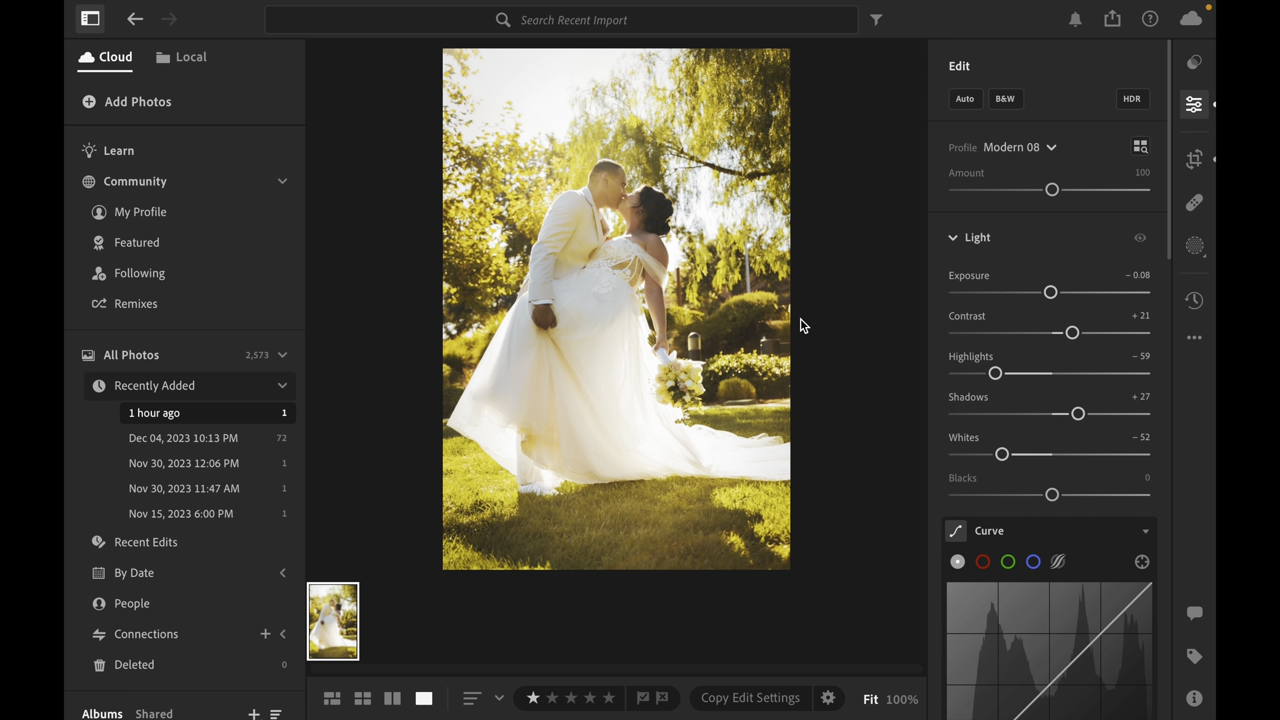 Search Recent Import
Cloud
Local
Add Photos
Learn
Community
My Profile
Featured
Following
Remixes
All Photos 2,573
Recently Added
1 hour ago 1
Dec 04, 2023 10:13 PM 72
Nov 30, 2023 12:06 PM 1
Nov 30, 2023 11:47 AM 1
Nov 15, 2023 6:00 PM 1
Recent Edits
By Date
People
Connections +
Deleted 0
Albums Shared +
Copy Edit Settings
Fit 100%
Edit
Auto B&W HDR
Profile Modern 08
Amount 100
Light
Exposure − 0.08
Contrast + 21
Highlights − 59
Shadows + 27
Whites − 52
Blacks 0
Curve